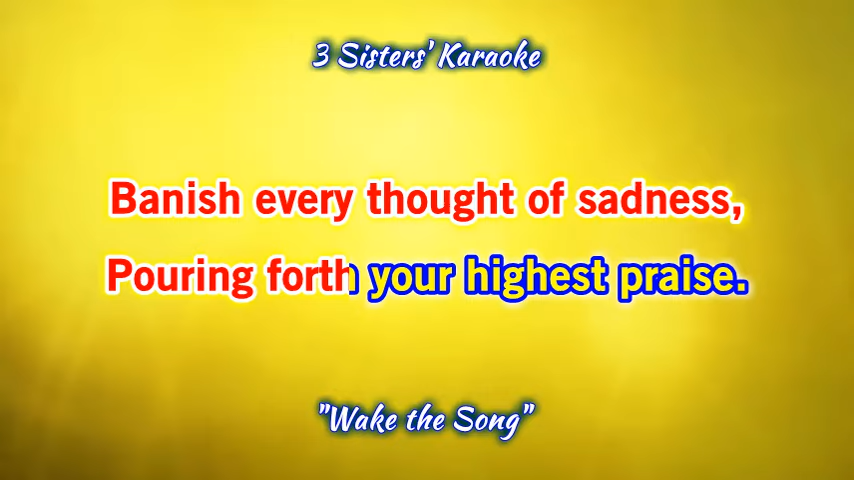 3 Sisters' Karaoke
Banish every thought of sadness,
Pouring forth your highest praise.
"Wake the Song"